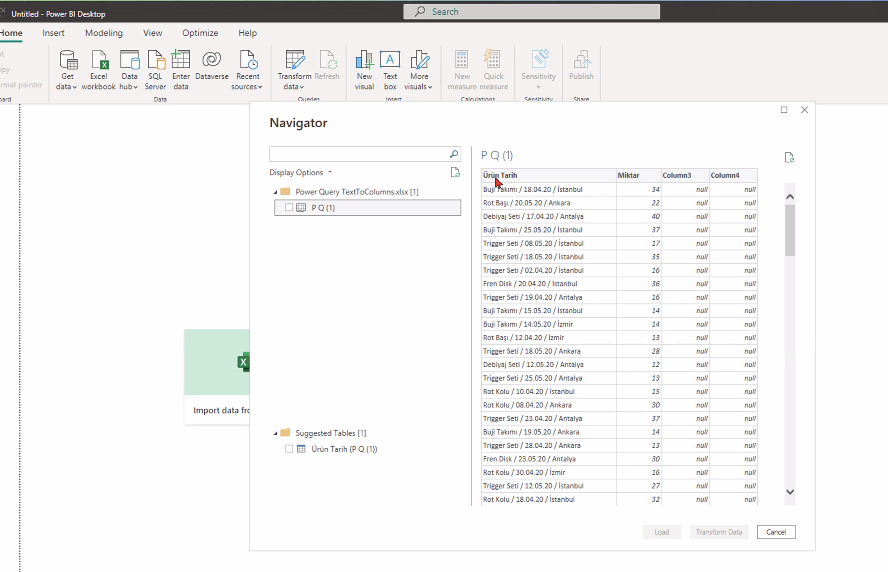 Untitled - Power BI Desktop
Search
Home Insert Modeling View Optimize Help
Get data
Excel workbook
Data hub
SQL Server
Enter data
Dataverse
Recent sources
Transform data
Refresh
New visual
Text box
More visuals
New measure
Quick measure
Sensitivity
Publish
format painter
Data
Queries
Insert
Calculations
Sensitivity
Share
Navigator
Display Options
Power Query TextToColumns.xlsx [1]
P Q (1)
Import data fro
Suggested Tables [1]
Ürün Tarih (P Q (1))
P Q (1)
Ürün Tarih Miktar Column3 Column4
Buji Takımı / 18.04.20 / İstanbul 34 null null
Rot Başı / 20.05.20 / Ankara 22 null null
Debiyaj Seti / 17.04.20 / Antalya 40 null null
Buji Takımı / 25.05.20 / İstanbul 37 null null
Trigger Seti / 08.05.20 / İstanbul 17 null null
Trigger Seti / 18.05.20 / İstanbul 35 null null
Trigger Seti / 02.04.20 / İstanbul 16 null null
Fren Disk / 20.04.20 / İstanbul 36 null null
Trigger Seti / 19.04.20 / Antalya 16 null null
Buji Takımı / 15.05.20 / İstanbul 14 null null
Buji Takımı / 14.05.20 / İzmir 14 null null
Rot Başı / 12.04.20 / İzmir 13 null null
Trigger Seti / 18.05.20 / Ankara 28 null null
Debiyaj Seti / 12.05.20 / Antalya 12 null null
Trigger Seti / 25.05.20 / Antalya 13 null null
Rot Kolu / 10.04.20 / İstanbul 15 null null
Rot Kolu / 08.04.20 / Ankara 30 null null
Trigger Seti / 23.04.20 / Antalya 37 null null
Buji Takımı / 19.05.20 / Ankara 14 null null
Trigger Seti / 28.04.20 / Ankara 13 null null
Fren Disk / 23.05.20 / Antalya 30 null null
Rot Kolu / 30.04.20 / İzmir 16 null null
Trigger Seti / 12.05.20 / İstanbul 27 null null
Rot Kolu / 18.04.20 / İstanbul 32 null null
Load
Transform Data
Cancel